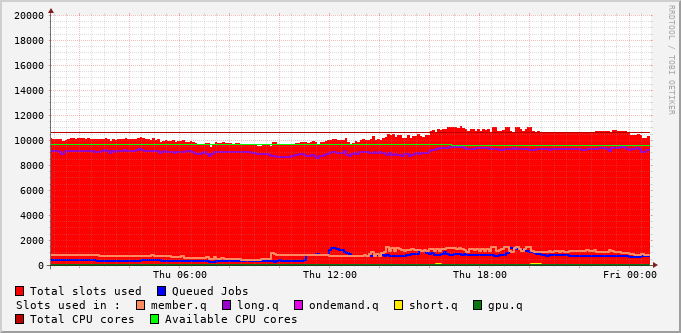 20000
18000
16000
14000
12000
10000
8000
6000
4000
2000
0
Thu 06:00 Thu 12:00 Thu 18:00 Fri 00:00
RRDTOOL / TOBI OETIKER
Total slots used Queued Jobs
Slots used in : member.q long.q ondemand.q short.q gpu.q
Total CPU cores Available CPU cores